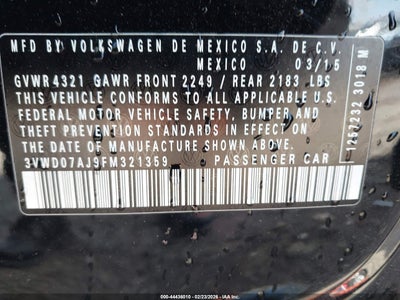 MFD BY VOLKSWAGEN DE MEXICO S.A. DE C.V.
MEXICO 03/15
GVWR 4321 GAWR FRONT 2249 / REAR 2183 LBS
THIS VEHICLE CONFORMS TO ALL APPLICABLE U.S.
FEDERAL MOTOR VEHICLE SAFETY, BUMPER AND
THEFT PREVENTION STANDARDS IN EFFECT ON
THE DATE OF MANUFACTURE SHOWN ABOVE.
3VWD07AJ9FM321359 PASSENGER CAR
1257232 3018 M
000-44436010 - 02/23/2026 - IAA Inc.